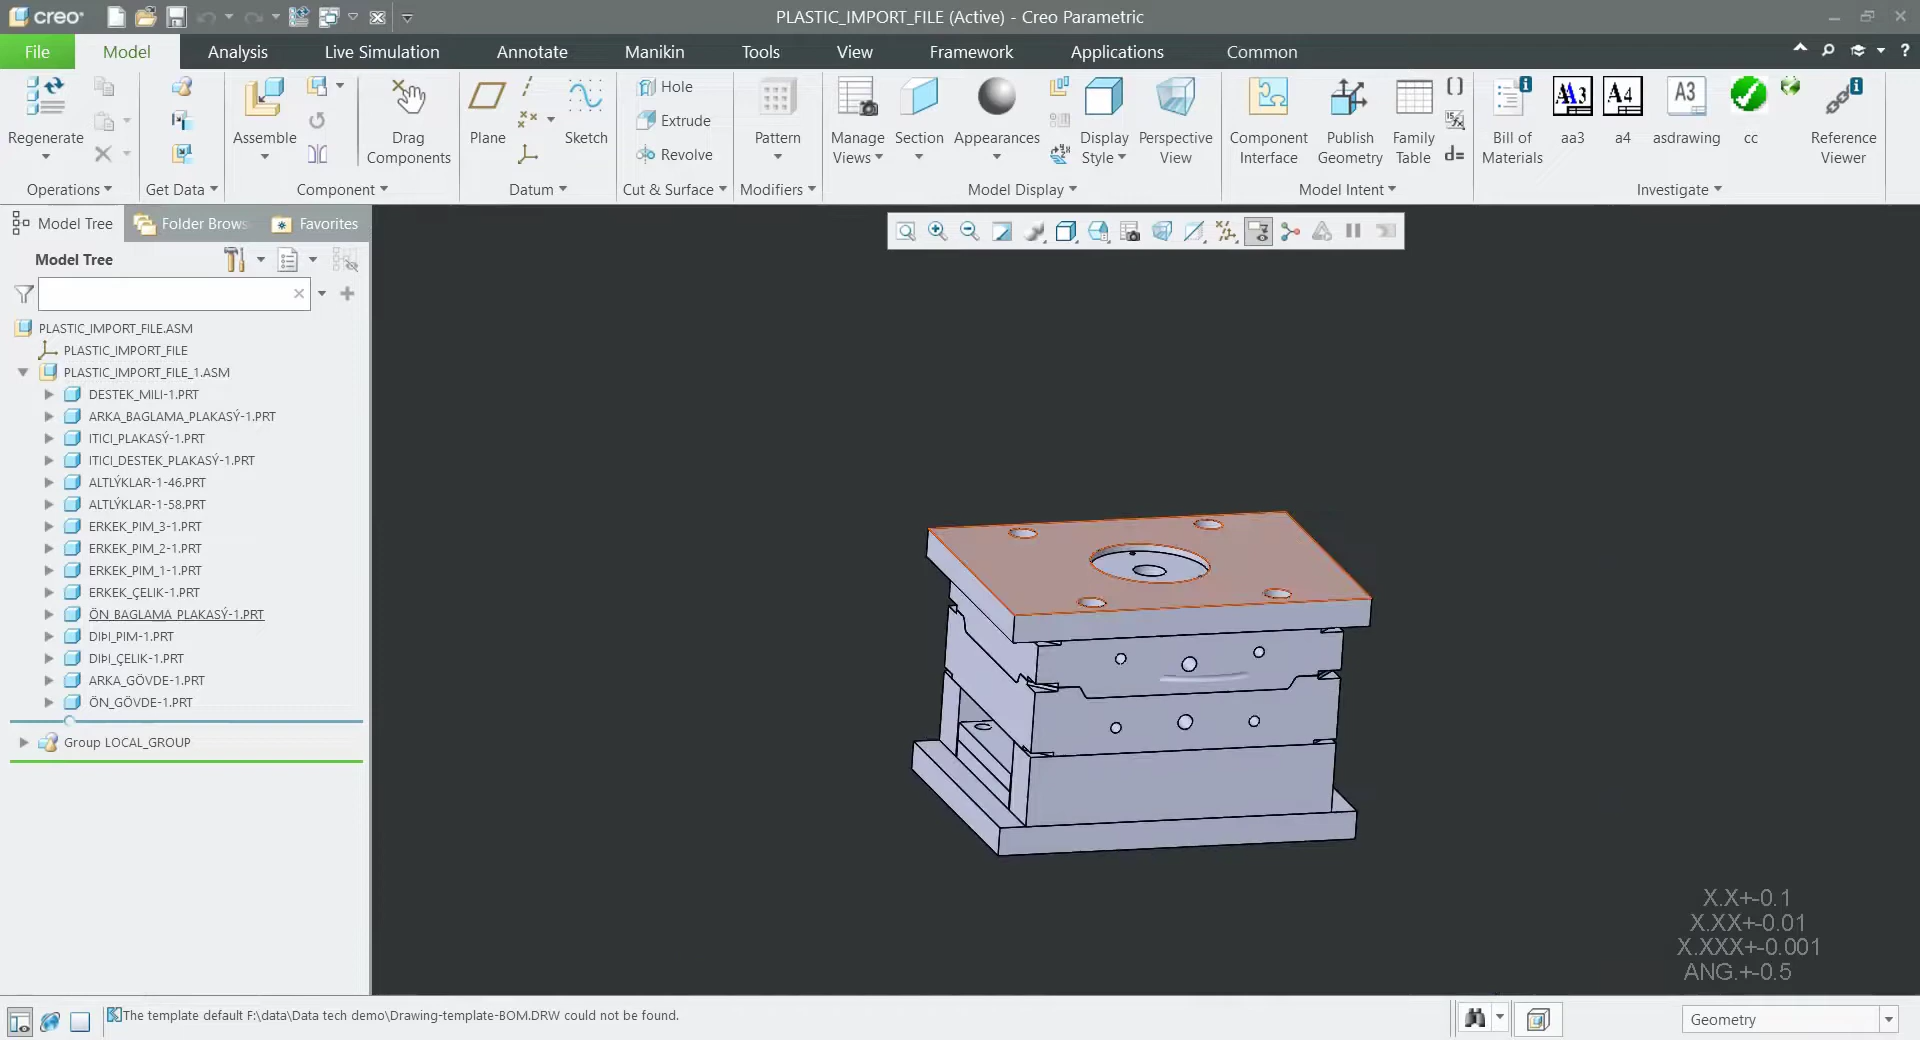 creo
PLASTIC_IMPORT_FILE (Active) - Creo Parametric
File
Model
Analysis
Live Simulation
Annotate
Manikin
Tools
View
Framework
Applications
Common
Regenerate
Operations
Get Data
Assemble
Drag Components
Component
Plane
Sketch
Datum
Hole
Extrude
Revolve
Cut & Surface
Pattern
Modifiers
Manage Views
Section
Appearances
Display Style
Perspective View
Model Display
Component Interface
Publish Geometry
Family Table
Model Intent
Bill of Materials
aa3
A4
a4
A3
asdrawing
cc
Reference Viewer
Investigate
Model Tree
Folder Brows
Favorites
Model Tree
PLASTIC_IMPORT_FILE.ASM
PLASTIC_IMPORT_FILE
PLASTIC_IMPORT_FILE_1.ASM
DESTEK_MILI-1.PRT
ARKA_BAGLAMA_PLAKASÝ-1.PRT
ITICI_PLAKASÝ-1.PRT
ITICI_DESTEK_PLAKASÝ-1.PRT
ALTLÝKLAR-1-46.PRT
ALTLÝKLAR-1-58.PRT
ERKEK_PIM_3-1.PRT
ERKEK_PIM_2-1.PRT
ERKEK_PIM_1-1.PRT
ERKEK_ÇELIK-1.PRT
ÖN_BAGLAMA_PLAKASÝ-1.PRT
DIÞI_PIM-1.PRT
DIÞI_ÇELIK-1.PRT
ARKA_GÖVDE-1.PRT
ÖN_GÖVDE-1.PRT
Group LOCAL_GROUP
X.X+-0.1
X.XX+-0.01
X.XXX+-0.001
ANG.+-0.5
The template default F:\data\Data tech demo\Drawing-template-BOM.DRW could not be found.
Geometry